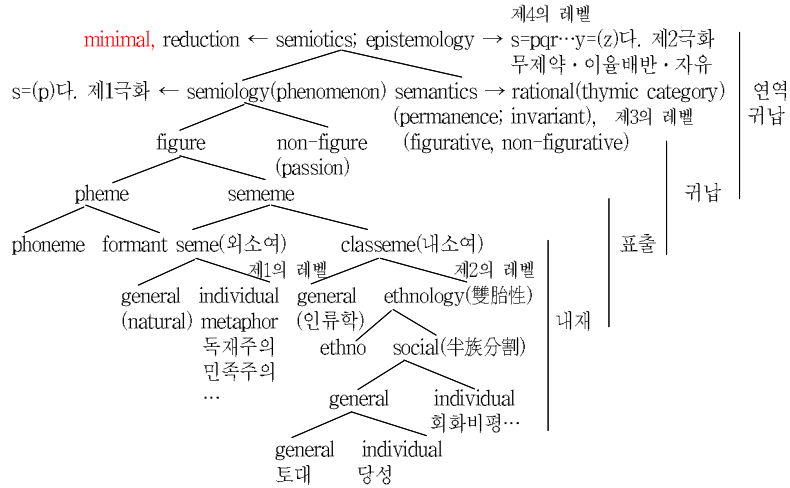 제4의 레벨
minimal, reduction ← semiotics; epistemology → s=pqr…y=(z)다. 제2극화
무제약·이율배반·자유
s=(p)다. 제1극화 ← semiology(phenomenon) semantics → rational(thymic category) 연역
(permanence; invariant), 제3의 레벨 귀납
figure non-figure (figurative, non-figurative)
(passion)
pheme sememe 귀납
phoneme formant seme(외소여) classeme(내소여) 표출
제1의 레벨 제2의 레벨
general individual general ethnology(雙胎性)
(natural) metaphor (인류학) 내재
독재주의 ethno social(半族分割)
민족주의
…
general individual
회화비평…
general individual
토대 당성